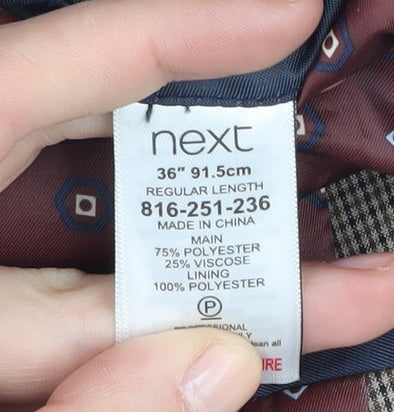 next
36" 91.5cm
REGULAR LENGTH
816-251-236
MADE IN CHINA
MAIN
75% POLYESTER
25% VISCOSE
LINING
100% POLYESTER
P